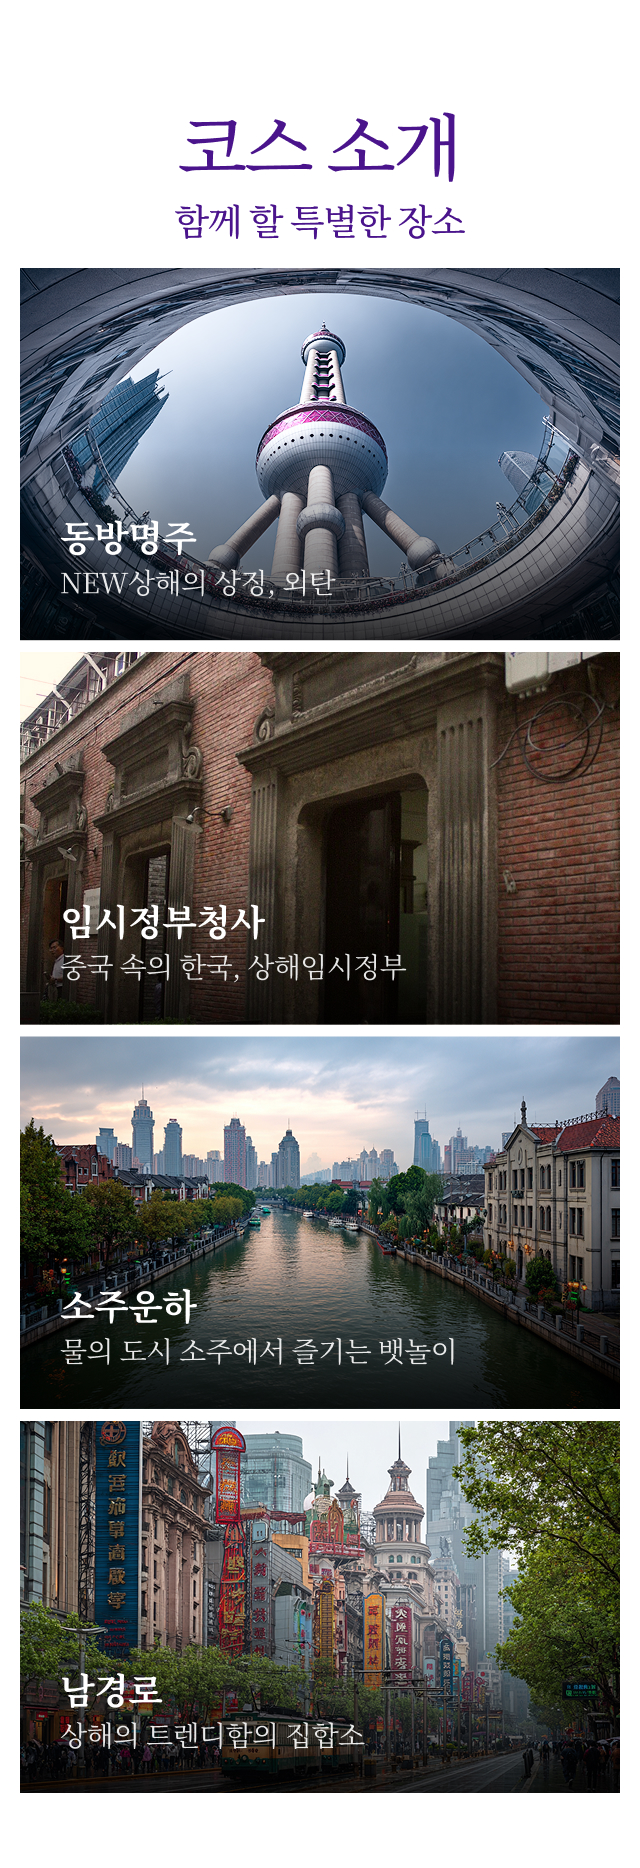 코스 소개
함께 할 특별한 장소
동방명주
NEW상해의 상징, 외탄
임시정부청사
중국 속의 한국, 상해임시정부
소주운하
물의 도시 소주에서 즐기는 뱃놀이
남경로
상해의 트렌디함의 집합소